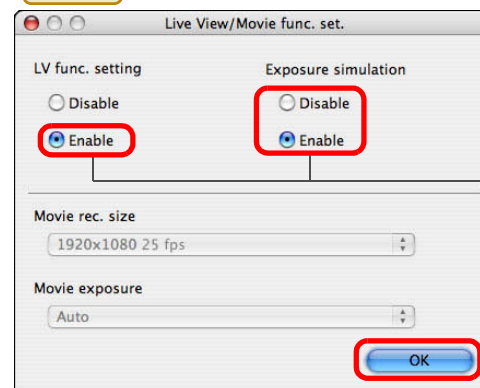 Live View/Movie func. set.
LV func. setting Exposure simulation
Disable Disable
Enable Enable
Movie rec. size
1920x1080 25 fps
Movie exposure
Auto
OK